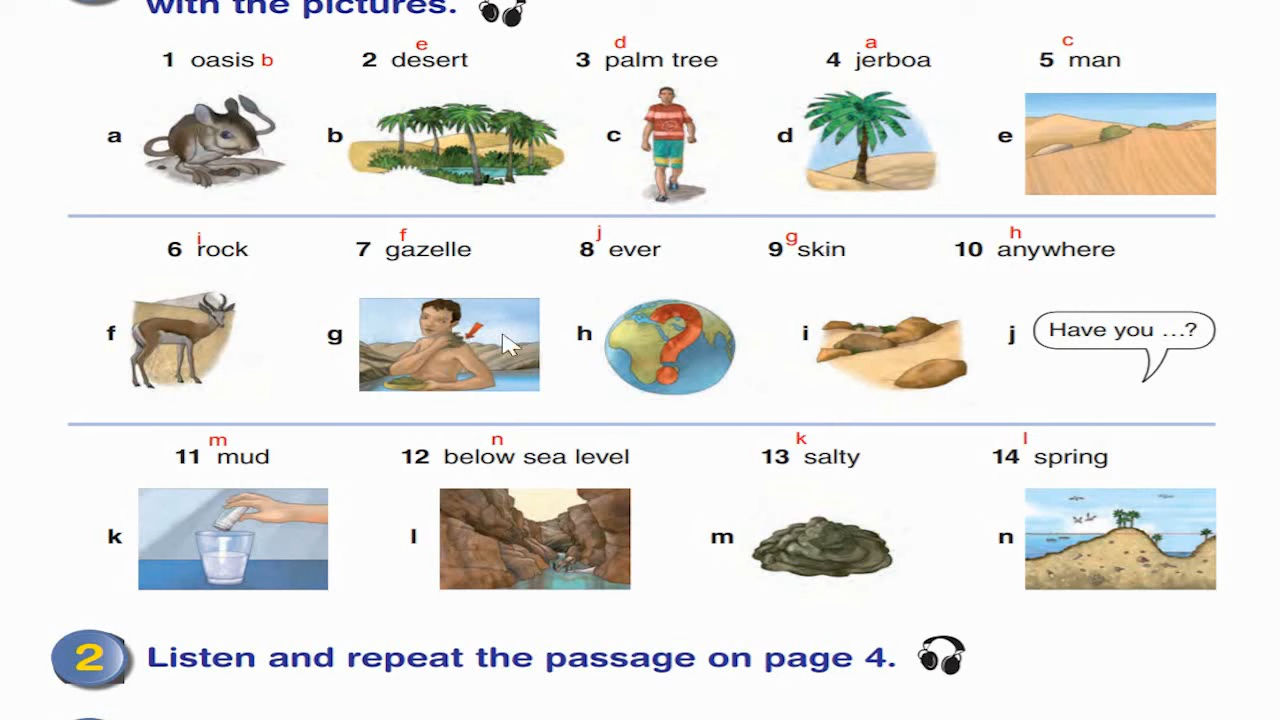 with the pictures.
1 oasis b
e
2 desert
d
3 palm tree
a
4 jerboa
c
5 man
a
b
c
d
e
i
6 rock
f
7 gazelle
j
8 ever
g
9 skin
h
10 anywhere
f
g
h
i
j Have you ...?
m
11 mud
n
12 below sea level
k
13 salty
l
14 spring
k
l
m
n
2 Listen and repeat the passage on page 4.